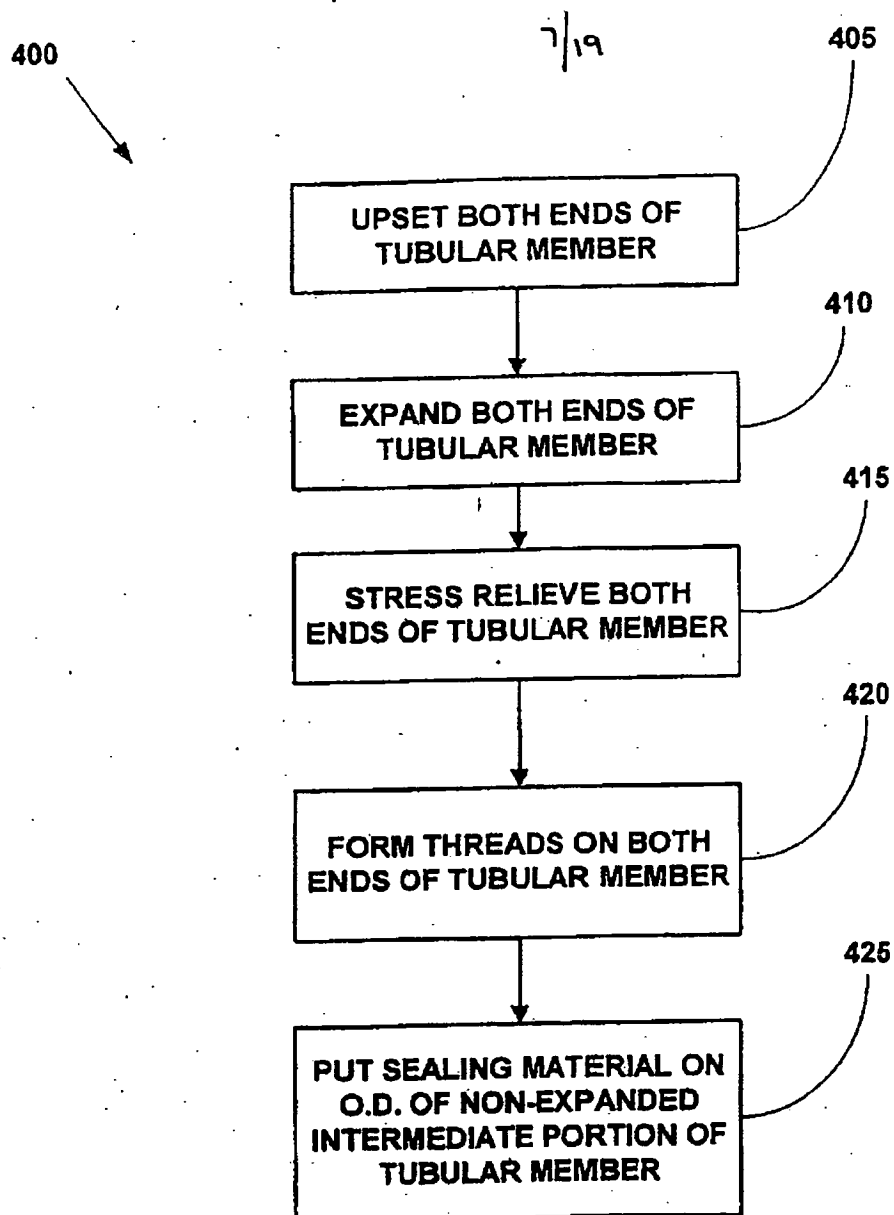 7/19
400
405
UPSET BOTH ENDS OF
TUBULAR MEMBER
410
EXPAND BOTH ENDS OF
TUBULAR MEMBER
415
STRESS RELIEVE BOTH
ENDS OF TUBULAR MEMBER
420
FORM THREADS ON BOTH
ENDS OF TUBULAR MEMBER
425
PUT SEALING MATERIAL ON
O.D. OF NON-EXPANDED
INTERMEDIATE PORTION OF
TUBULAR MEMBER